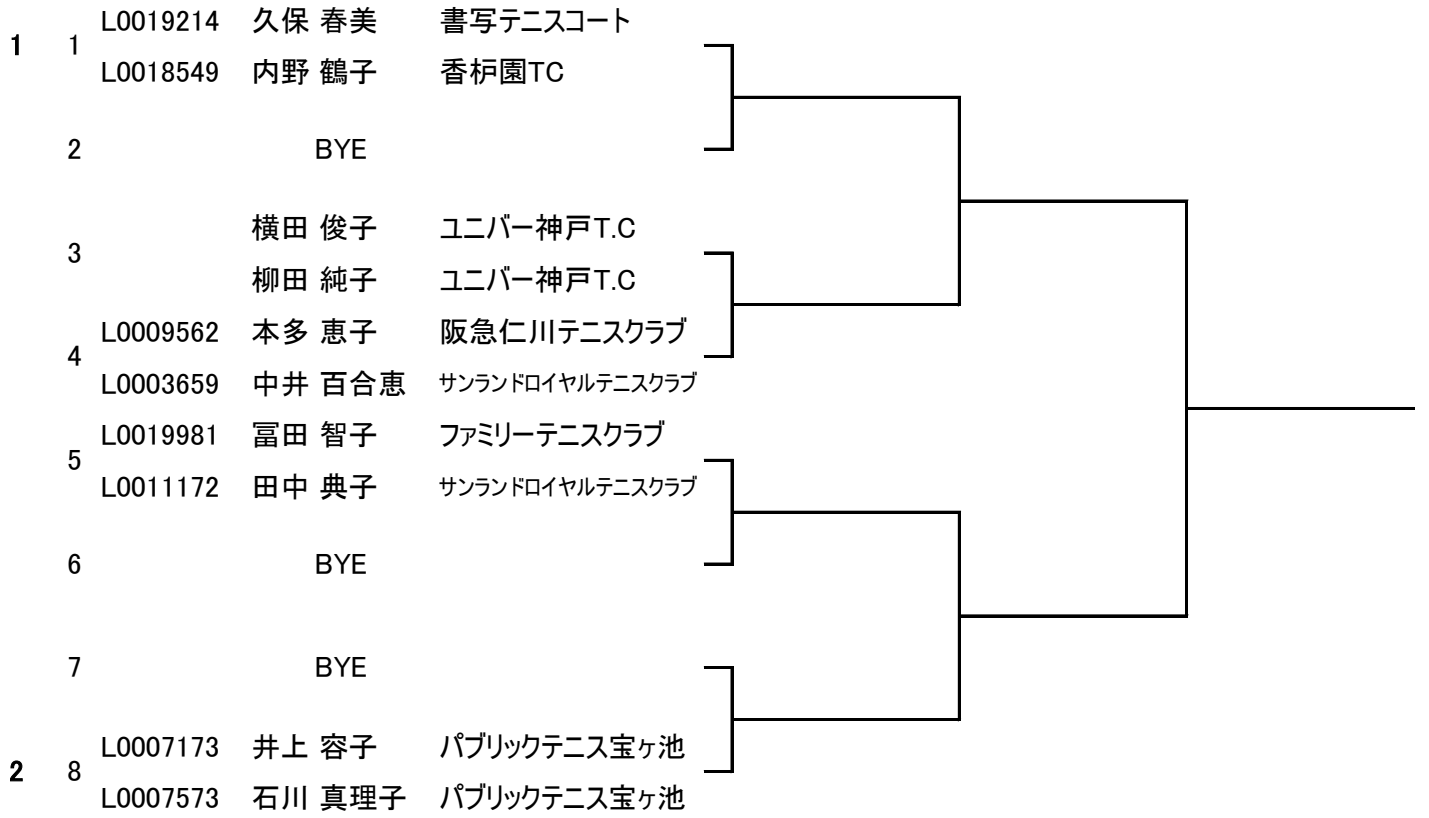 L0019214 久保 春美 書写テニスコート
1 1
L0018549 内野 鶴子 香枦園TC
2 BYE
横田 俊子 ユニバー神戸T.C
3
柳田 純子 ユニバー神戸T.C
L0009562 本多 恵子 阪急仁川テニスクラブ
4
L0003659 中井 百合恵 サンランドロイヤルテニスクラブ
L0019981 冨田 智子 ファミリーテニスクラブ
5
L0011172 田中 典子 サンランドロイヤルテニスクラブ
6 BYE
7 BYE
L0007173 井上 容子 パブリックテニス宝ヶ池
2 8
L0007573 石川 真理子 パブリックテニス宝ヶ池